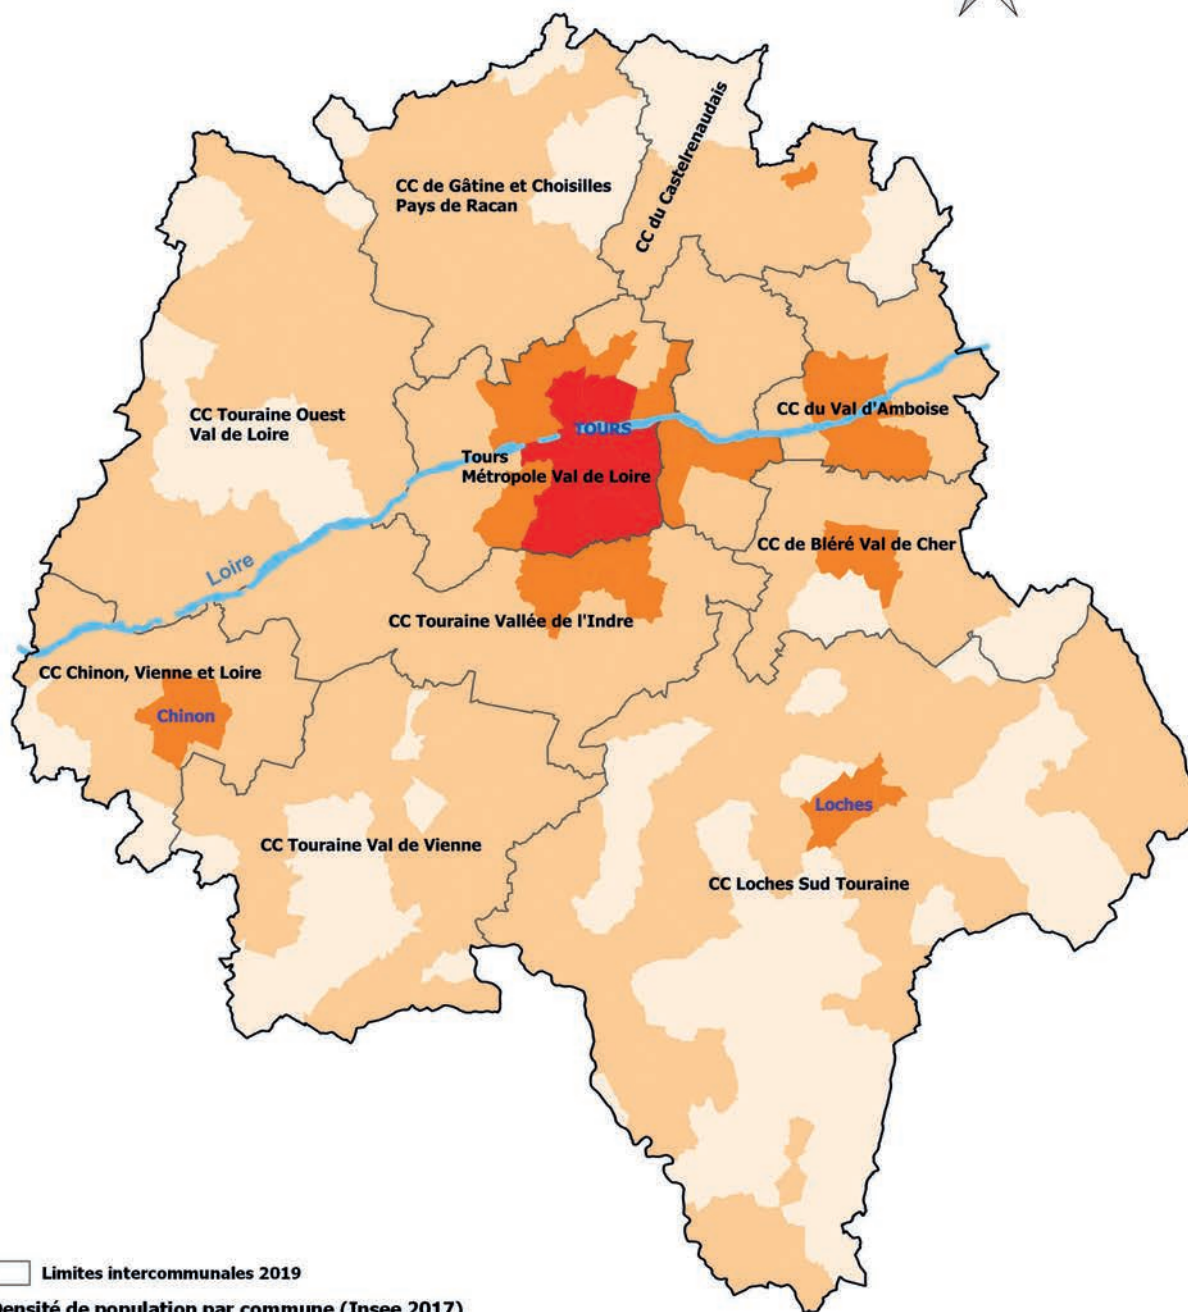 CC du Castelrenaudais
CC de Gâtine et Choisilles
Pays de Racan
CC Touraine Ouest
Val de Loire
CC du Val d'Amboise
TOURS
Tours
Métropole Val de Loire
CC de Bléré Val de Cher
Loire
CC Touraine Vallée de l'Indre
CC Chinon, Vienne et Loire
Chinon
Loches
CC Touraine Val de Vienne
CC Loches Sud Touraine
Limites intercommunales 2019
Densité de population par commune (Insee 2017)